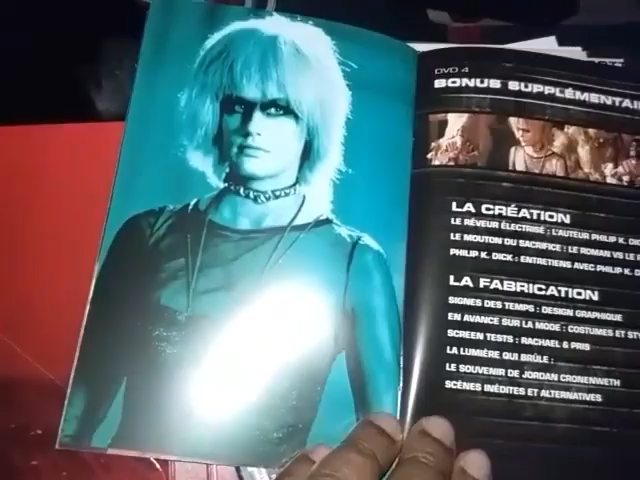 DVD 4
BONUS SUPPLÉMENTAI
LA CRÉATION
LE RÊVEUR ÉLECTRISÉ : L'AUTEUR PHILIP K. D
LE MOUTON DU SACRIFICE : LE ROMAN VS LE F
PHILIP K. DICK : ENTRETIENS AVEC PHILIP K. D
LA FABRICATION
SIGNES DES TEMPS : DESIGN GRAPHIQUE
EN AVANCE SUR LA MODE : COSTUMES ET STY
SCREEN TESTS : RACHAEL & PRIS
LA LUMIÈRE QUI BRÛLE :
LE SOUVENIR DE JORDAN CRONENWETH
SCÈNES INÉDITES ET ALTERNATIVES